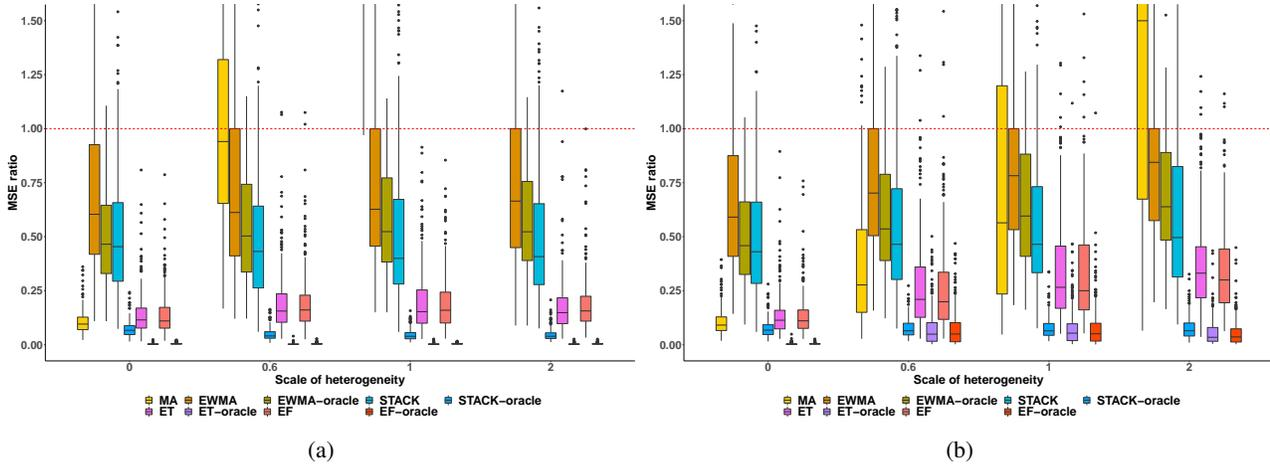 1.50
1.25
1.00
0.75
0.50
0.25
0.00
MSE ratio
0 0.6 1 2
Scale of heterogeneity
MA EWMA EWMA−oracle STACK STACK−oracle
ET ET−oracle EF EF−oracle
(a)
1.50
1.25
1.00
0.75
0.50
0.25
0.00
MSE ratio
0 0.6 1 2
Scale of heterogeneity
MA EWMA EWMA−oracle STACK STACK−oracle
ET ET−oracle EF EF−oracle
(b)